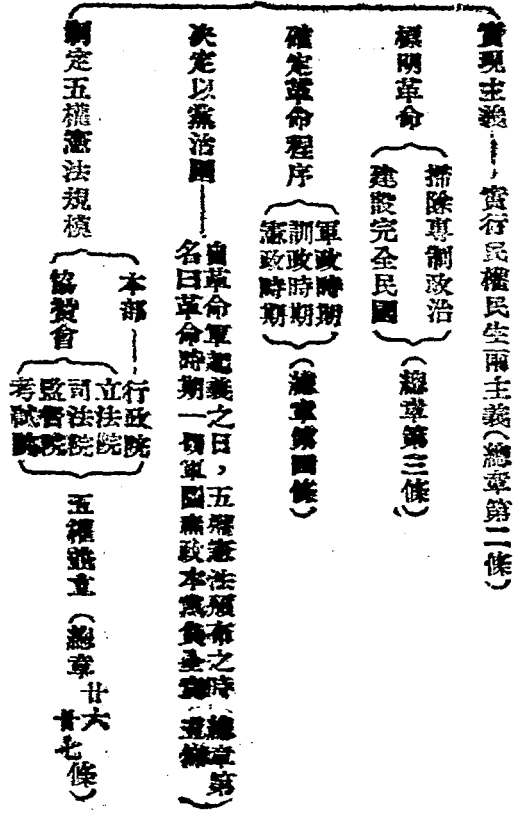 實現主義——實行民權民生兩主義(總章第二條)
標明革命
掃除專制政治
建設完全民國
(總章第三條)
確定革命程序
軍政時期
訓政時期
憲政時期
(總章第四條)
決定以黨治國——
自革命軍起義之日,五權憲法頒布之時(總章第
名曰革命時期一切軍國庶政本黨負全責 五條)
制定五權憲法規模
本部——行政院
協贊會
立法院
司法院
監督院
考試院
五權並立(總章廿六
廿七條)